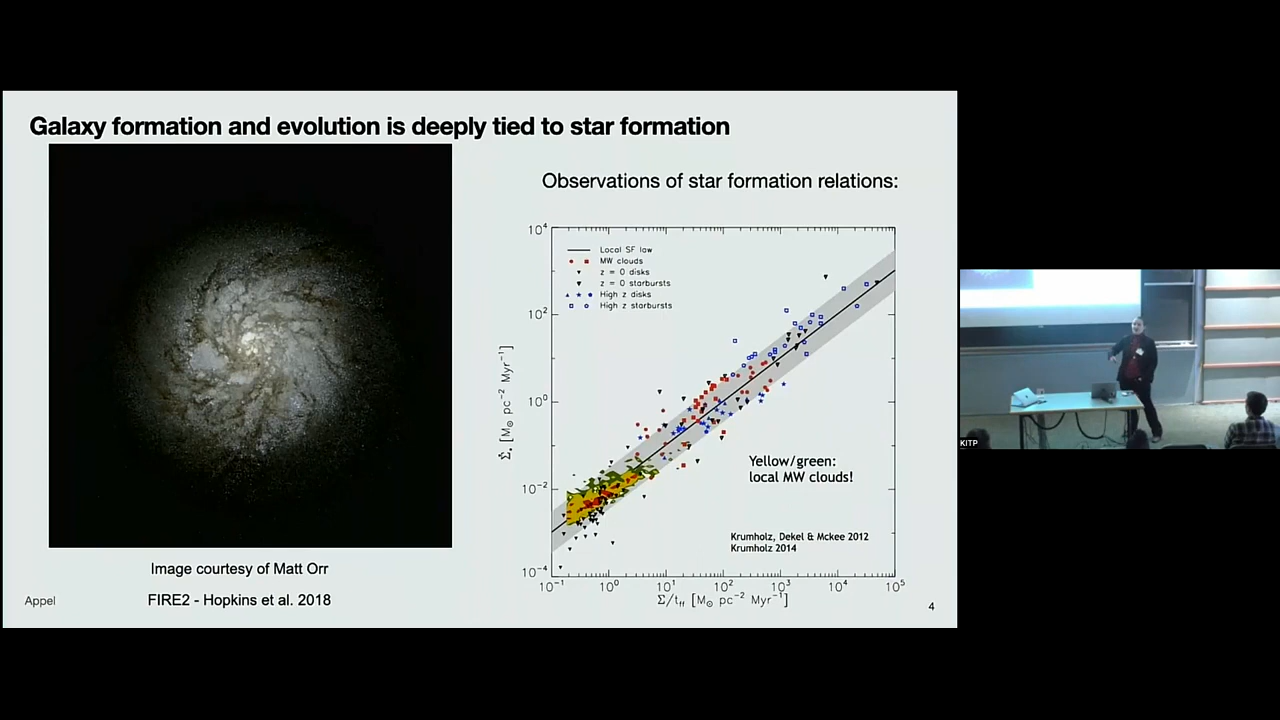 Galaxy formation and evolution is deeply tied to star formation
Observations of star formation relations:
10⁴
10²
10⁰
10⁻²
10⁻⁴
Σ̇⋆ [M⊙ pc⁻² Myr⁻¹]
Local SF law
MW clouds
z = 0 disks
z = 0 starbursts
High z disks
High z starbursts
Yellow/green:
local MW clouds!
Krumholz, Dekel & Mckee 2012
Krumholz 2014
10⁻¹ 10⁰ 10¹ 10² 10³ 10⁴ 10⁵
Σ/tff [M⊙ pc⁻² Myr⁻¹]
Image courtesy of Matt Orr
FIRE2 - Hopkins et al. 2018
Appel
4
KITP